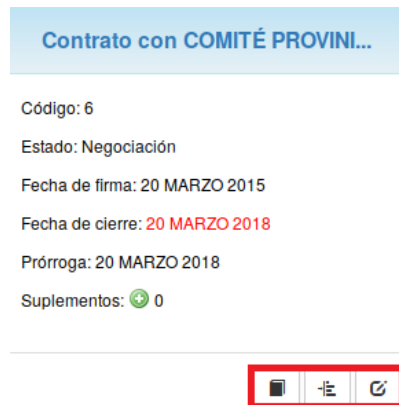 Contrato con COMITÉ PROVINI...
Código: 6
Estado: Negociación
Fecha de firma: 20 MARZO 2015
Fecha de cierre: 20 MARZO 2018
Prórroga: 20 MARZO 2018
Suplementos: 0